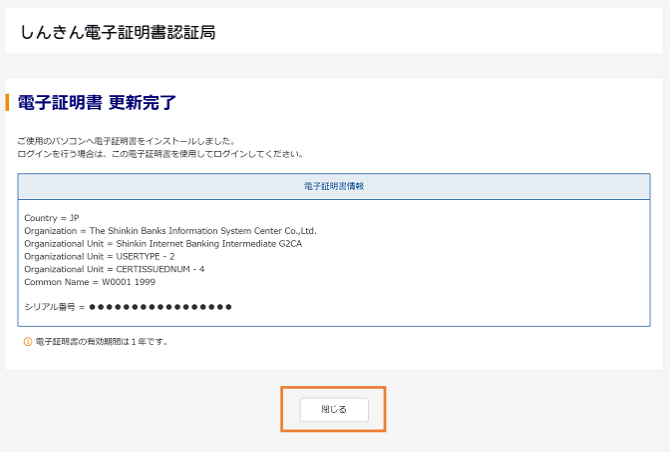 しんきん電子証明書認証局
電子証明書 更新完了
ご使用のパソコンへ電子証明書をインストールしました。
ログインを行う場合は、この電子証明書を使用してログインしてください。
電子証明書情報
Country = JP
Organization = The Shinkin Banks Information System Center Co.,Ltd.
Organizational Unit = Shinkin Internet Banking Intermediate G2CA
Organizational Unit = USERTYPE - 2
Organizational Unit = CERTISSUEDNUM - 4
Common Name = W0001 1999
シリアル番号 = ●●●●●●●●●●●●●●●●●
電子証明書の有効期間は１年です。
閉じる